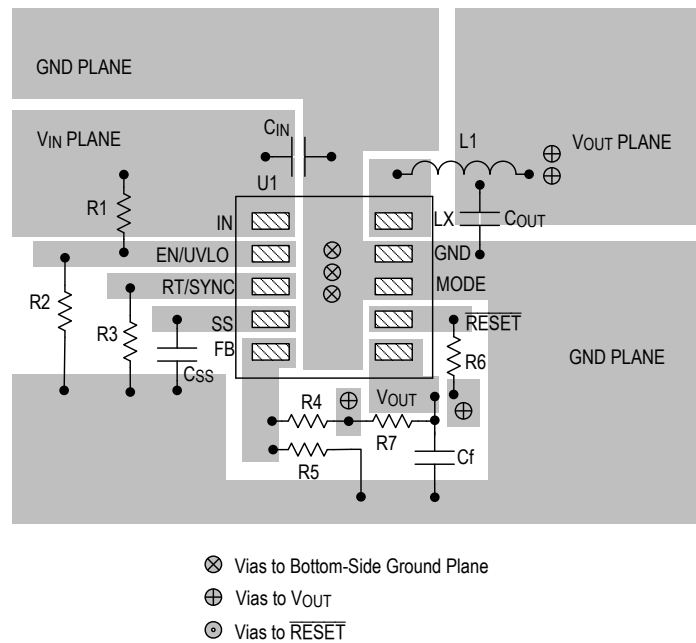 GND PLANE
VIN PLANE
CIN
L1
VOUT PLANE
U1
R1
IN
LX
COUT
EN/UVLO
GND
RT/SYNC
MODE
R2
R3
SS
RESET
CSS
FB
R6
GND PLANE
R4
VOUT
R7
R5
Cf
Vias to Bottom-Side Ground Plane
Vias to VOUT
Vias to RESET